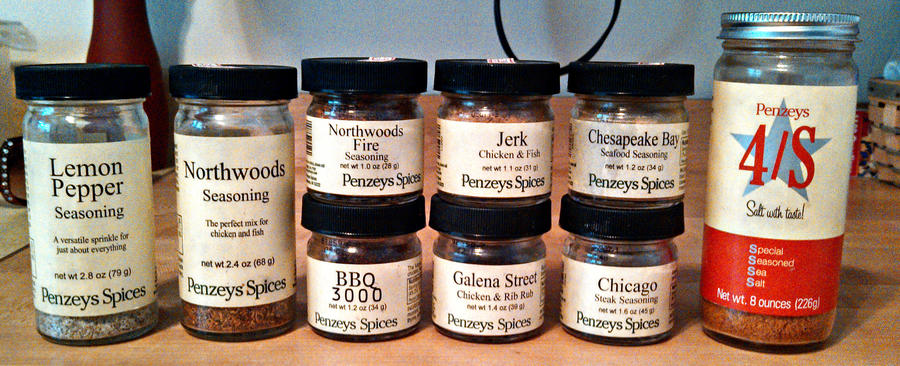 Lemon
Pepper
Seasoning
A versatile sprinkle for
just about everything
net wt 2.8 oz (79 g)
Penzeys Spices
Northwoods
Seasoning
The perfect mix for
chicken and fish
net wt.2.4 oz (68 g)
Penzeys Spices
Northwoods
Fire
Seasoning
net wt 1.0 oz (28 g)
Penzeys Spices
Jerk
Chicken & Fish
net wt 1.1 oz (31 g)
Penzeys Spices
Chesapeake Bay
Seafood Seasoning
net wt 1.2 oz (34 g)
Penzeys Spices
BBQ
3000
net wt 1.2 oz (34 g)
Penzeys Spices
Galena Street
Chicken & Rib Rub
net wt 1.4 oz (39 g)
Penzeys Spices
Chicago
Steak Seasoning
net wt 1.6 oz (45 g)
Penzeys Spices
Penzeys
4/S
Salt with taste!
Special
Seasoned
Sea
Salt
Net wt. 8 ounces (226g)